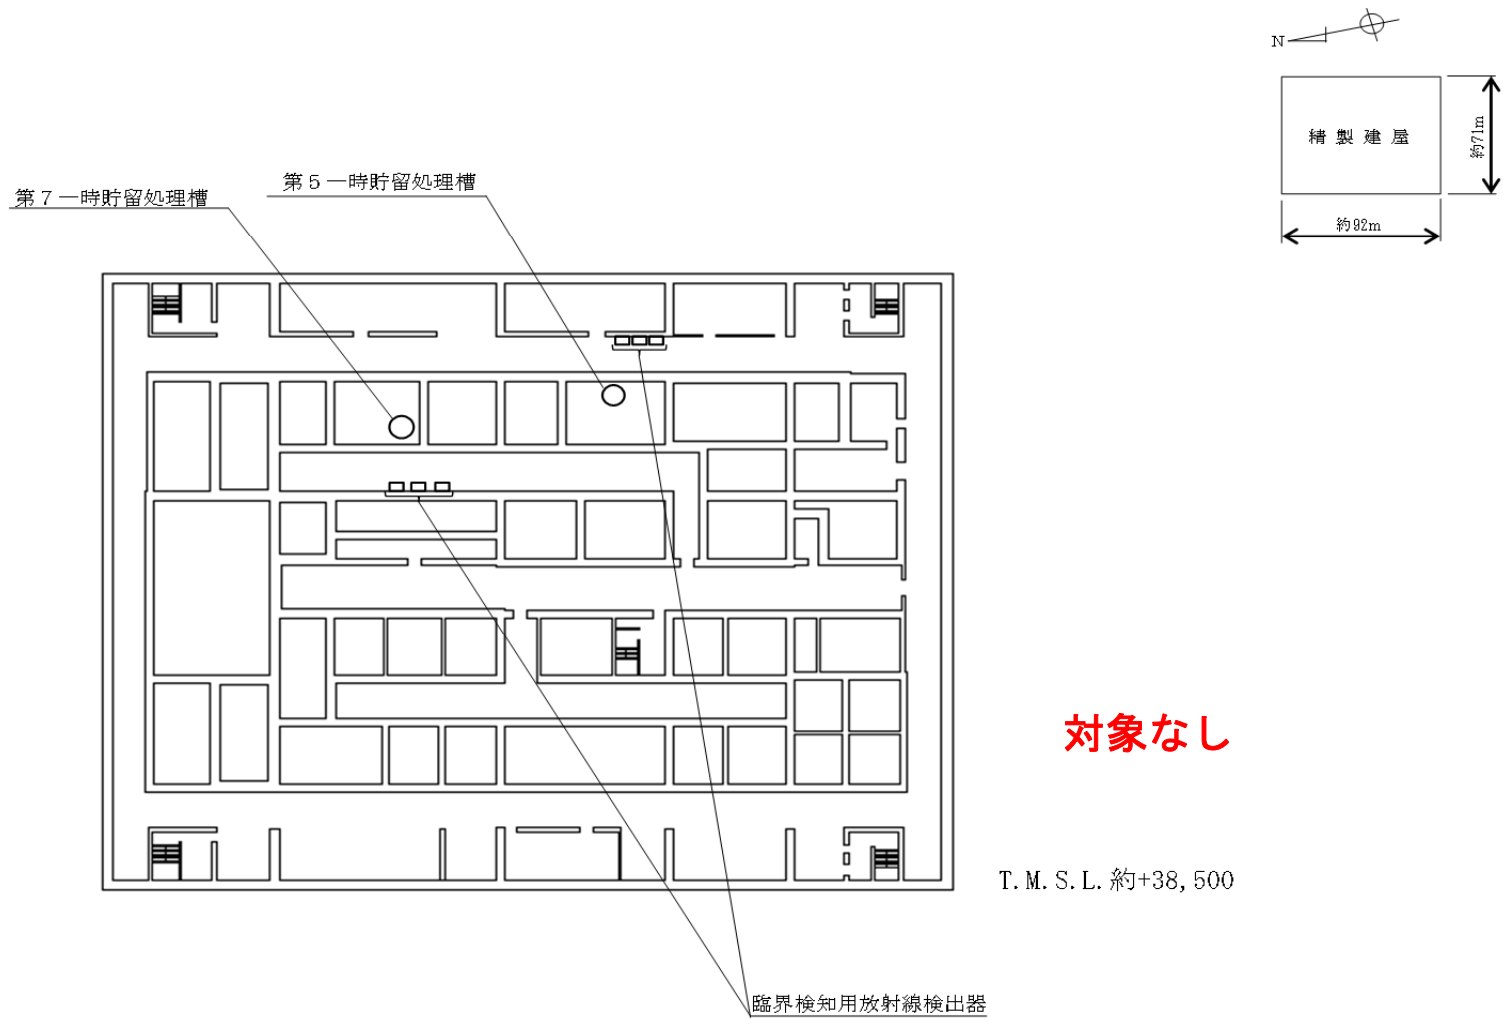 N
精製建屋
約71m
約92m
第５一時貯留処理槽
第７一時貯留処理槽
対象なし
T.M.S.L.約+38,500
臨界検知用放射線検出器